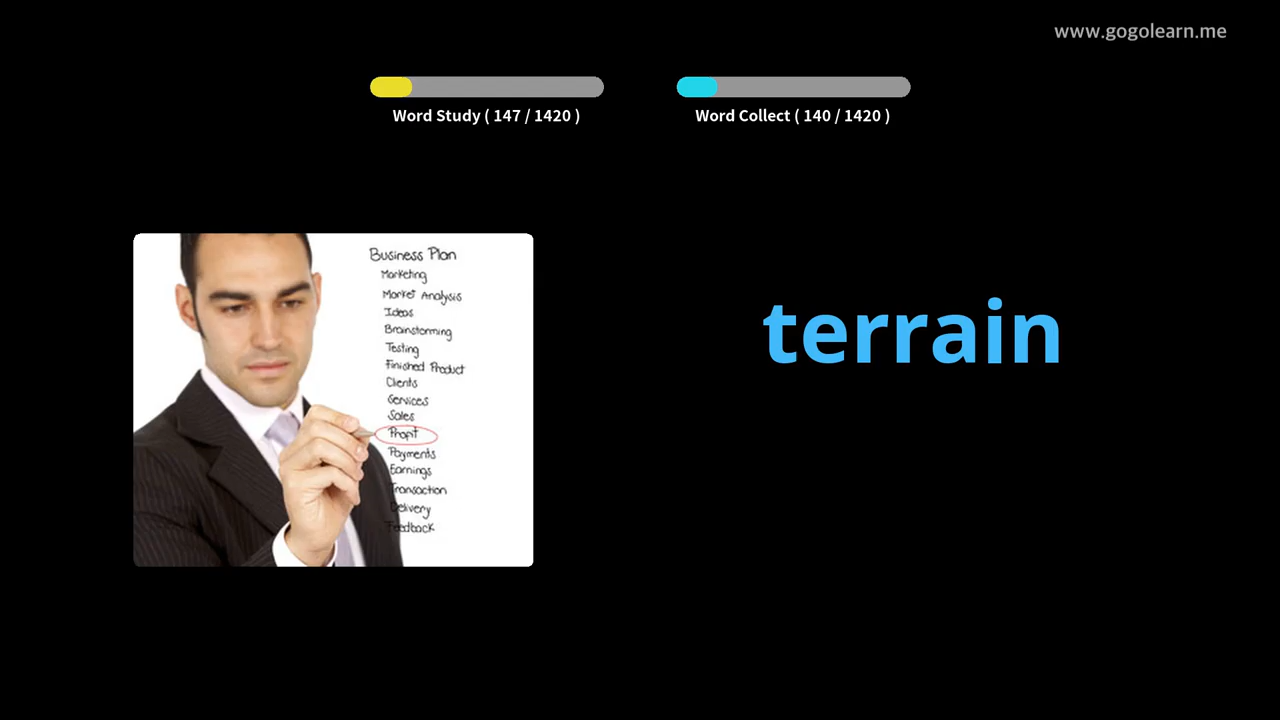 www.gogolearn.me
Word Study ( 147 / 1420 )
Word Collect ( 140 / 1420 )
Business Plan
Marketing
Market Analysis
Ideas
Brainstorming
Testing
Finished Product
Clients
Services
Sales
Profit
Payments
Earnings
Transaction
Delivery
Feedback
terrain